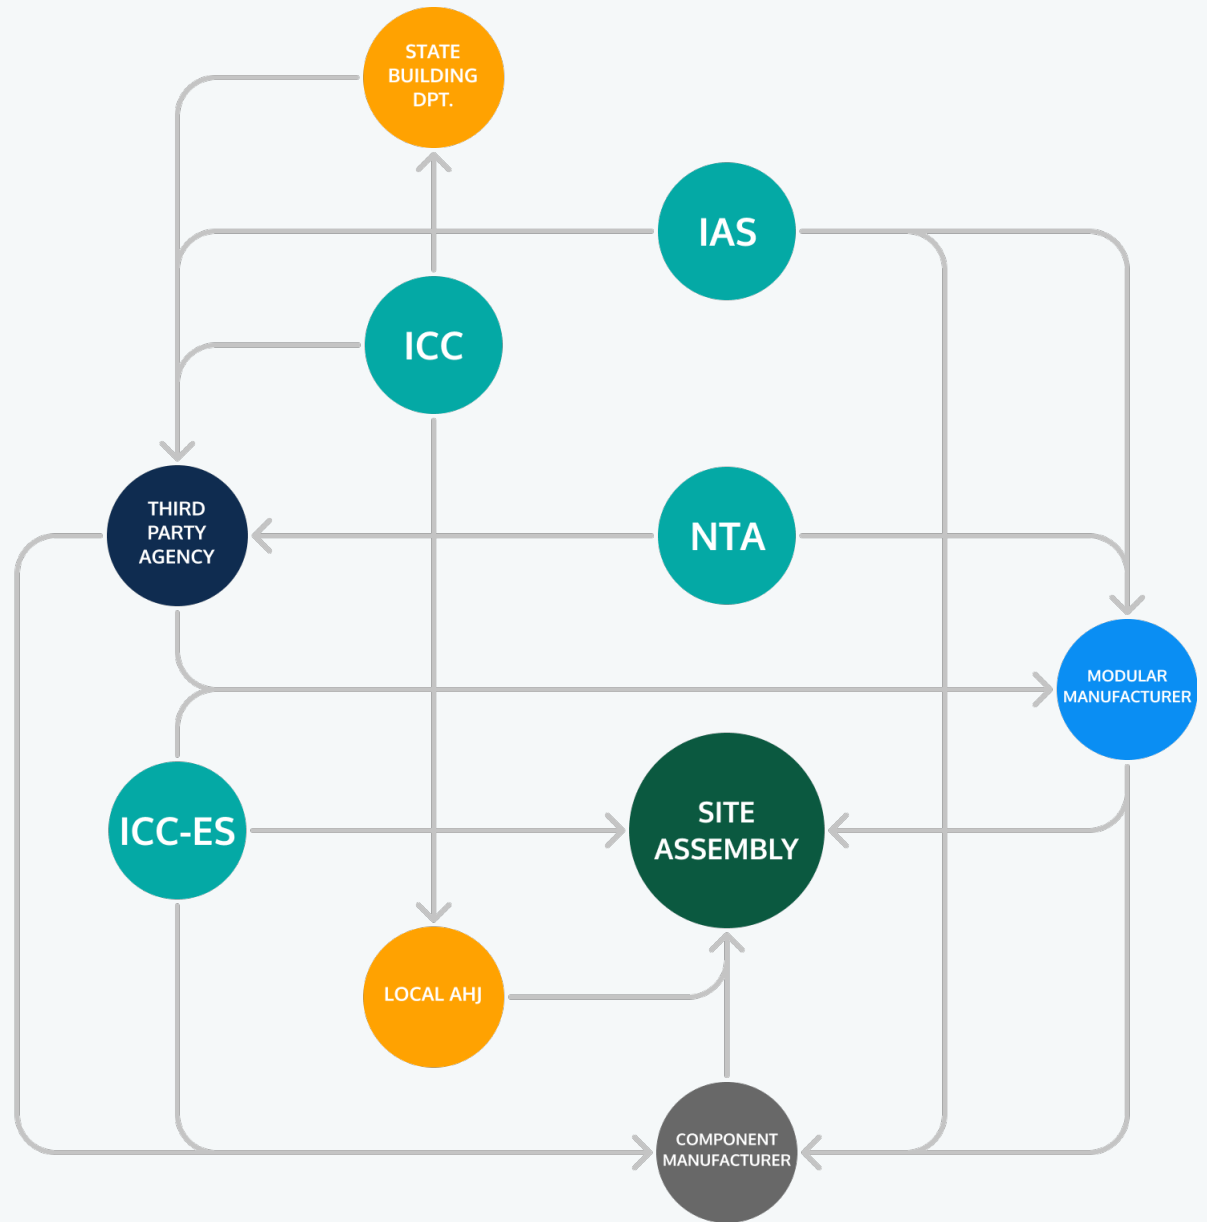 STATE
BUILDING
DPT.
IAS
ICC
THIRD
PARTY
AGENCY
NTA
MODULAR
MANUFACTURER
ICC-ES
SITE
ASSEMBLY
LOCAL AHJ
COMPONENT
MANUFACTURER